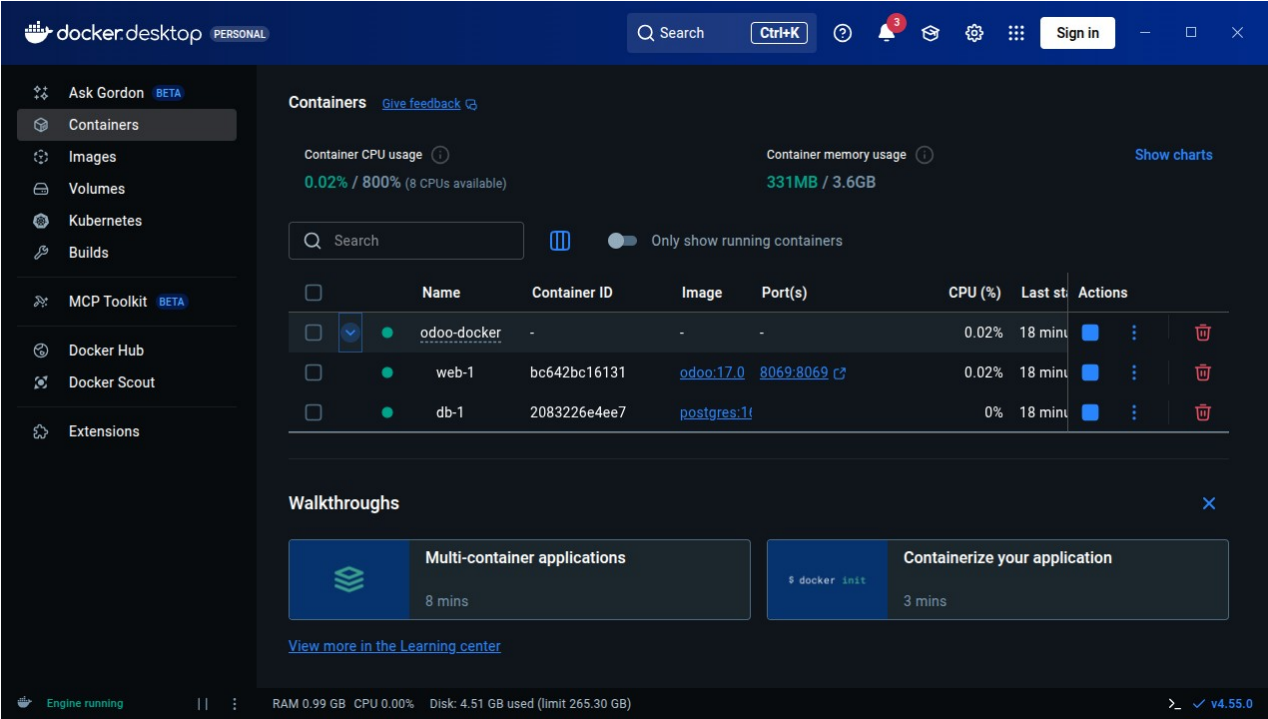 docker.desktop PERSONAL Search Ctrl+K 3 Sign in
Ask Gordon BETA
Containers
Images
Volumes
Kubernetes
Builds
MCP Toolkit BETA
Docker Hub
Docker Scout
Extensions
Containers Give feedback
Container CPU usage
0.02% / 800% (8 CPUs available)
Container memory usage
331MB / 3.6GB
Show charts
Search
Only show running containers
Name Container ID Image Port(s) CPU (%) Last sta Actions
odoo-docker - - - 0.02% 18 minu
web-1 bc642bc16131 odoo:17.0 8069:8069 0.02% 18 minu
db-1 2083226e4ee7 postgres:16 0% 18 minu
Walkthroughs
Multi-container applications
8 mins
$ docker init
Containerize your application
3 mins
View more in the Learning center
Engine running RAM 0.99 GB CPU 0.00% Disk: 4.51 GB used (limit 265.30 GB) v4.55.0